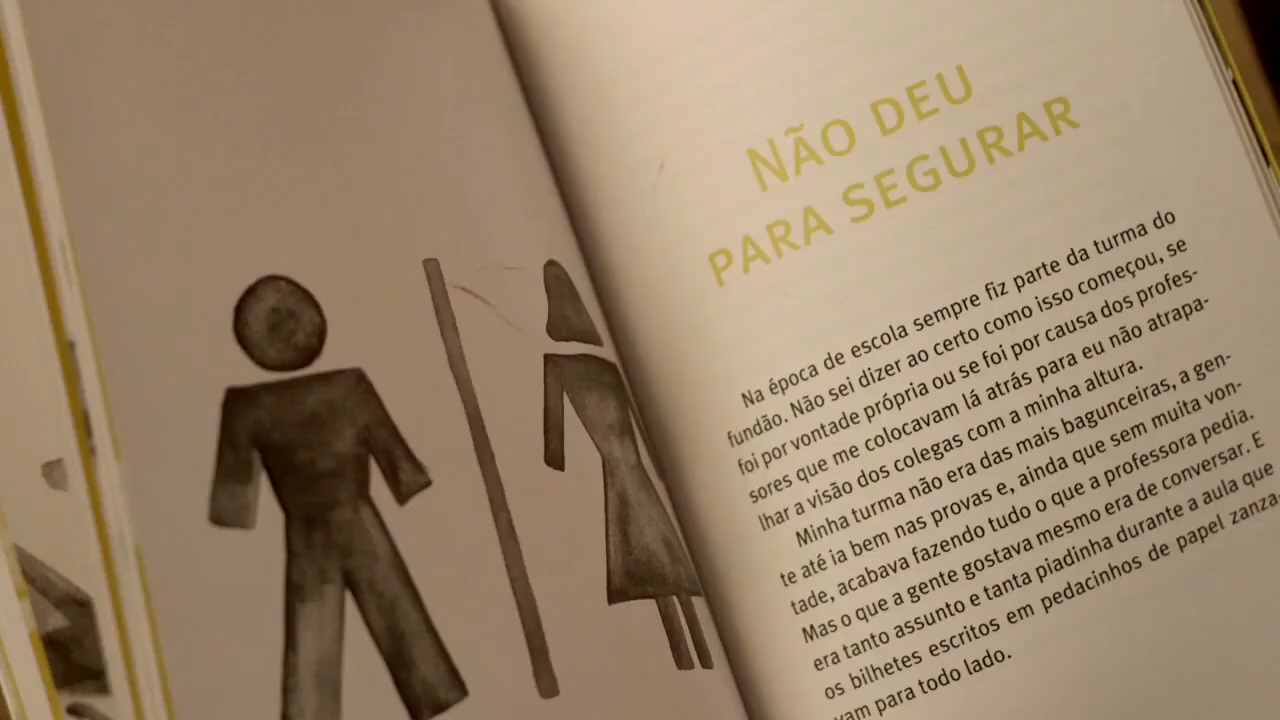 NÃO DEU
PARA SEGURAR
Na época de escola sempre fiz parte da turma do
fundão. Não sei dizer ao certo como isso começou, se
foi por vontade própria ou se foi por causa dos profes-
sores que me colocavam lá atrás para eu não atrapa-
lhar a visão dos colegas com a minha altura.
Minha turma não era das mais bagunceiras, a gen-
te até ia bem nas provas e, ainda que sem muita von-
tade, acabava fazendo tudo o que a professora pedia.
Mas o que a gente gostava mesmo era de conversar. E
era tanto assunto e tanta piadinha durante a aula que
os bilhetes escritos em pedacinhos de papel zanza
vam para todo lado.